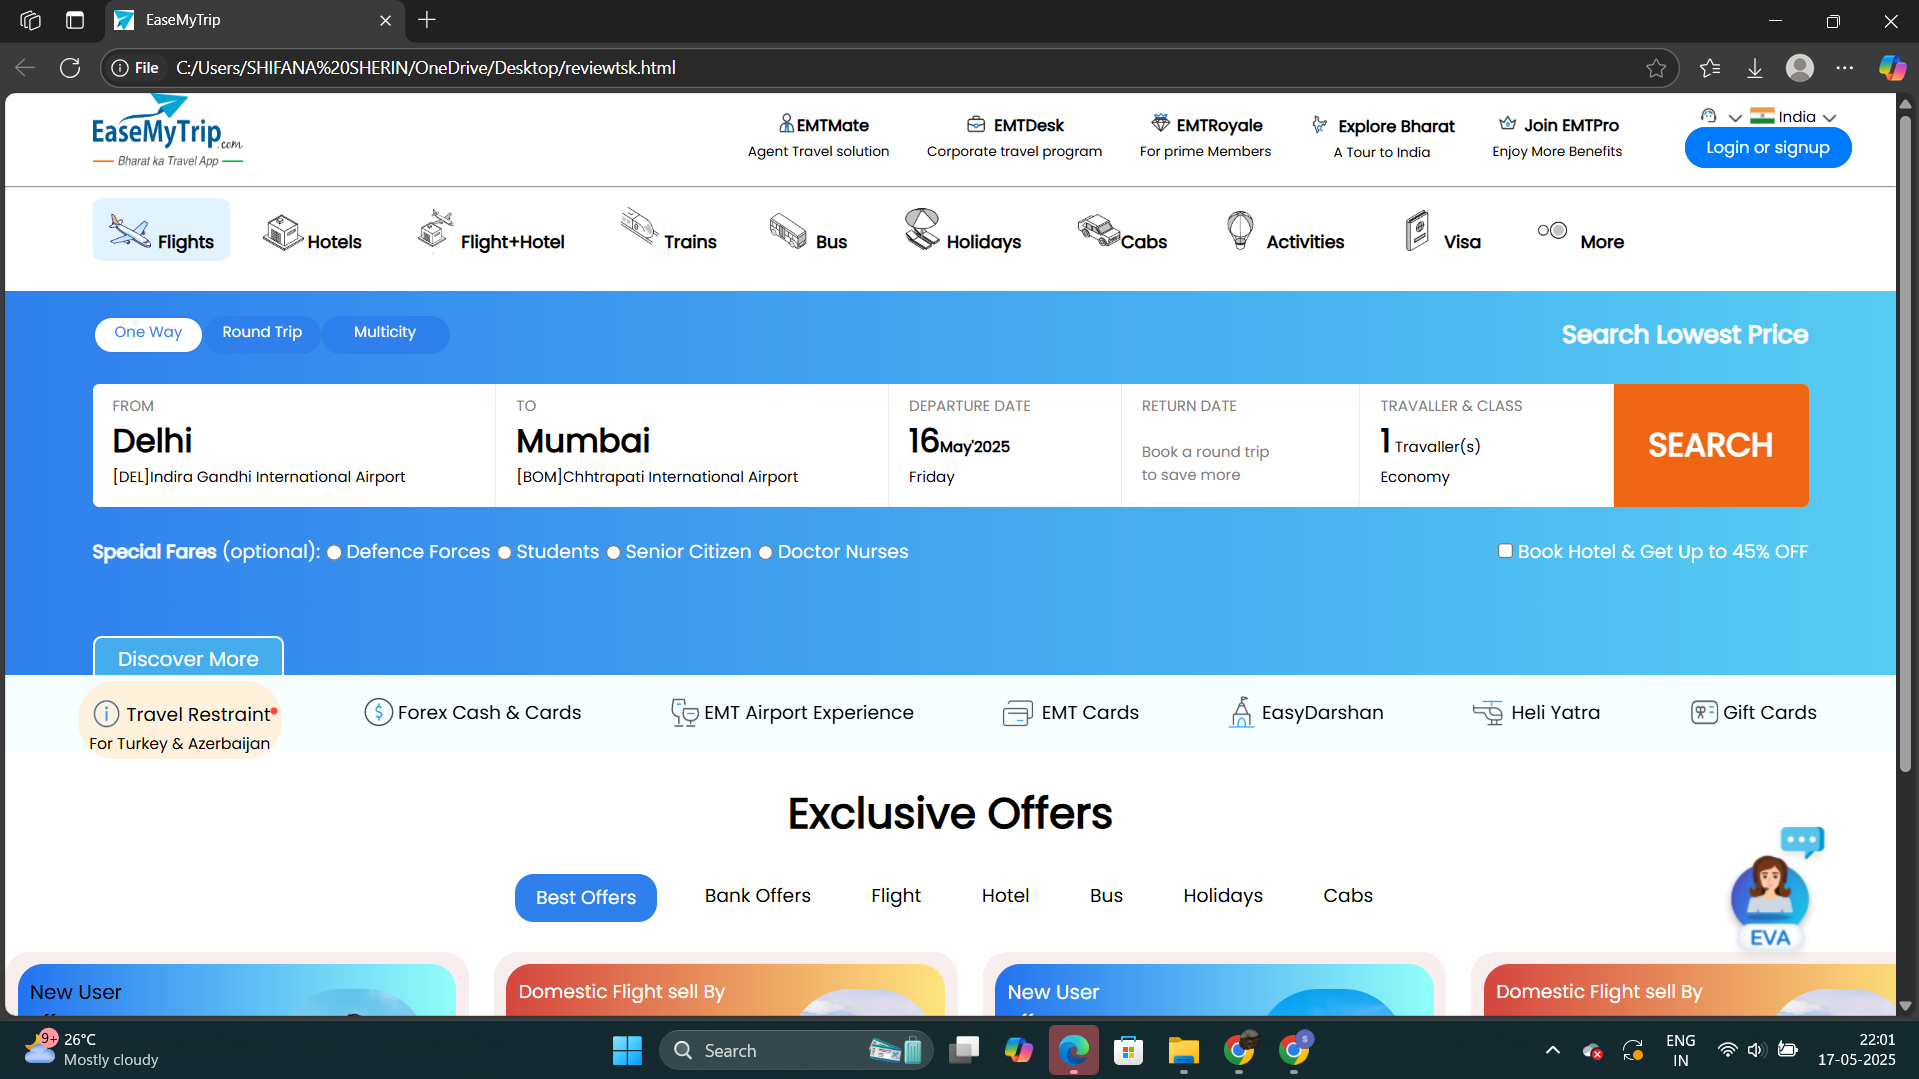 EaseMyTrip
File
C:/Users/SHIFANA%20SHERIN/OneDrive/Desktop/reviewtsk.html
EaseMyTrip.com
Bharat ka Travel App
EMTMate
Agent Travel solution
EMTDesk
Corporate travel program
EMTRoyale
For prime Members
Explore Bharat
A Tour to India
Join EMTPro
Enjoy More Benefits
India
Login or signup
Flights
Hotels
Flight+Hotel
Trains
Bus
Holidays
Cabs
Activities
Visa
More
One Way
Round Trip
Multicity
Search Lowest Price
FROM
Delhi
[DEL]Indira Gandhi International Airport
TO
Mumbai
[BOM]Chhtrapati International Airport
DEPARTURE DATE
16May'2025
Friday
RETURN DATE
Book a round trip
to save more
TRAVALLER & CLASS
1 Travaller(s)
Economy
SEARCH
Special Fares (optional): Defence Forces Students Senior Citizen Doctor Nurses
Book Hotel & Get Up to 45% OFF
Discover More
Travel Restraint
For Turkey & Azerbaijan
Forex Cash & Cards
EMT Airport Experience
EMT Cards
EasyDarshan
Heli Yatra
Gift Cards
Exclusive Offers
Best Offers
Bank Offers
Flight
Hotel
Bus
Holidays
Cabs
EVA
New User
Domestic Flight sell By
New User
Domestic Flight sell By
9+
26°C
Mostly cloudy
Search
ENG
IN
22:01
17-05-2025